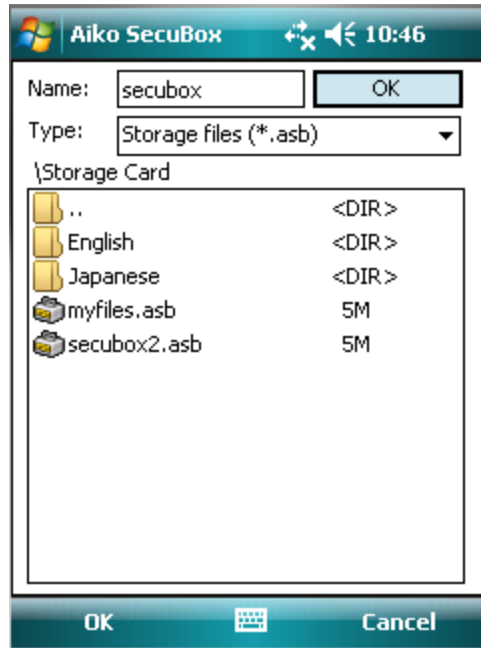 Aiko SecuBox 10:46
Name: secubox OK
Type: Storage files (*.asb)
\Storage Card
.. <DIR>
English <DIR>
Japanese <DIR>
myfiles.asb 5M
secubox2.asb 5M
OK Cancel